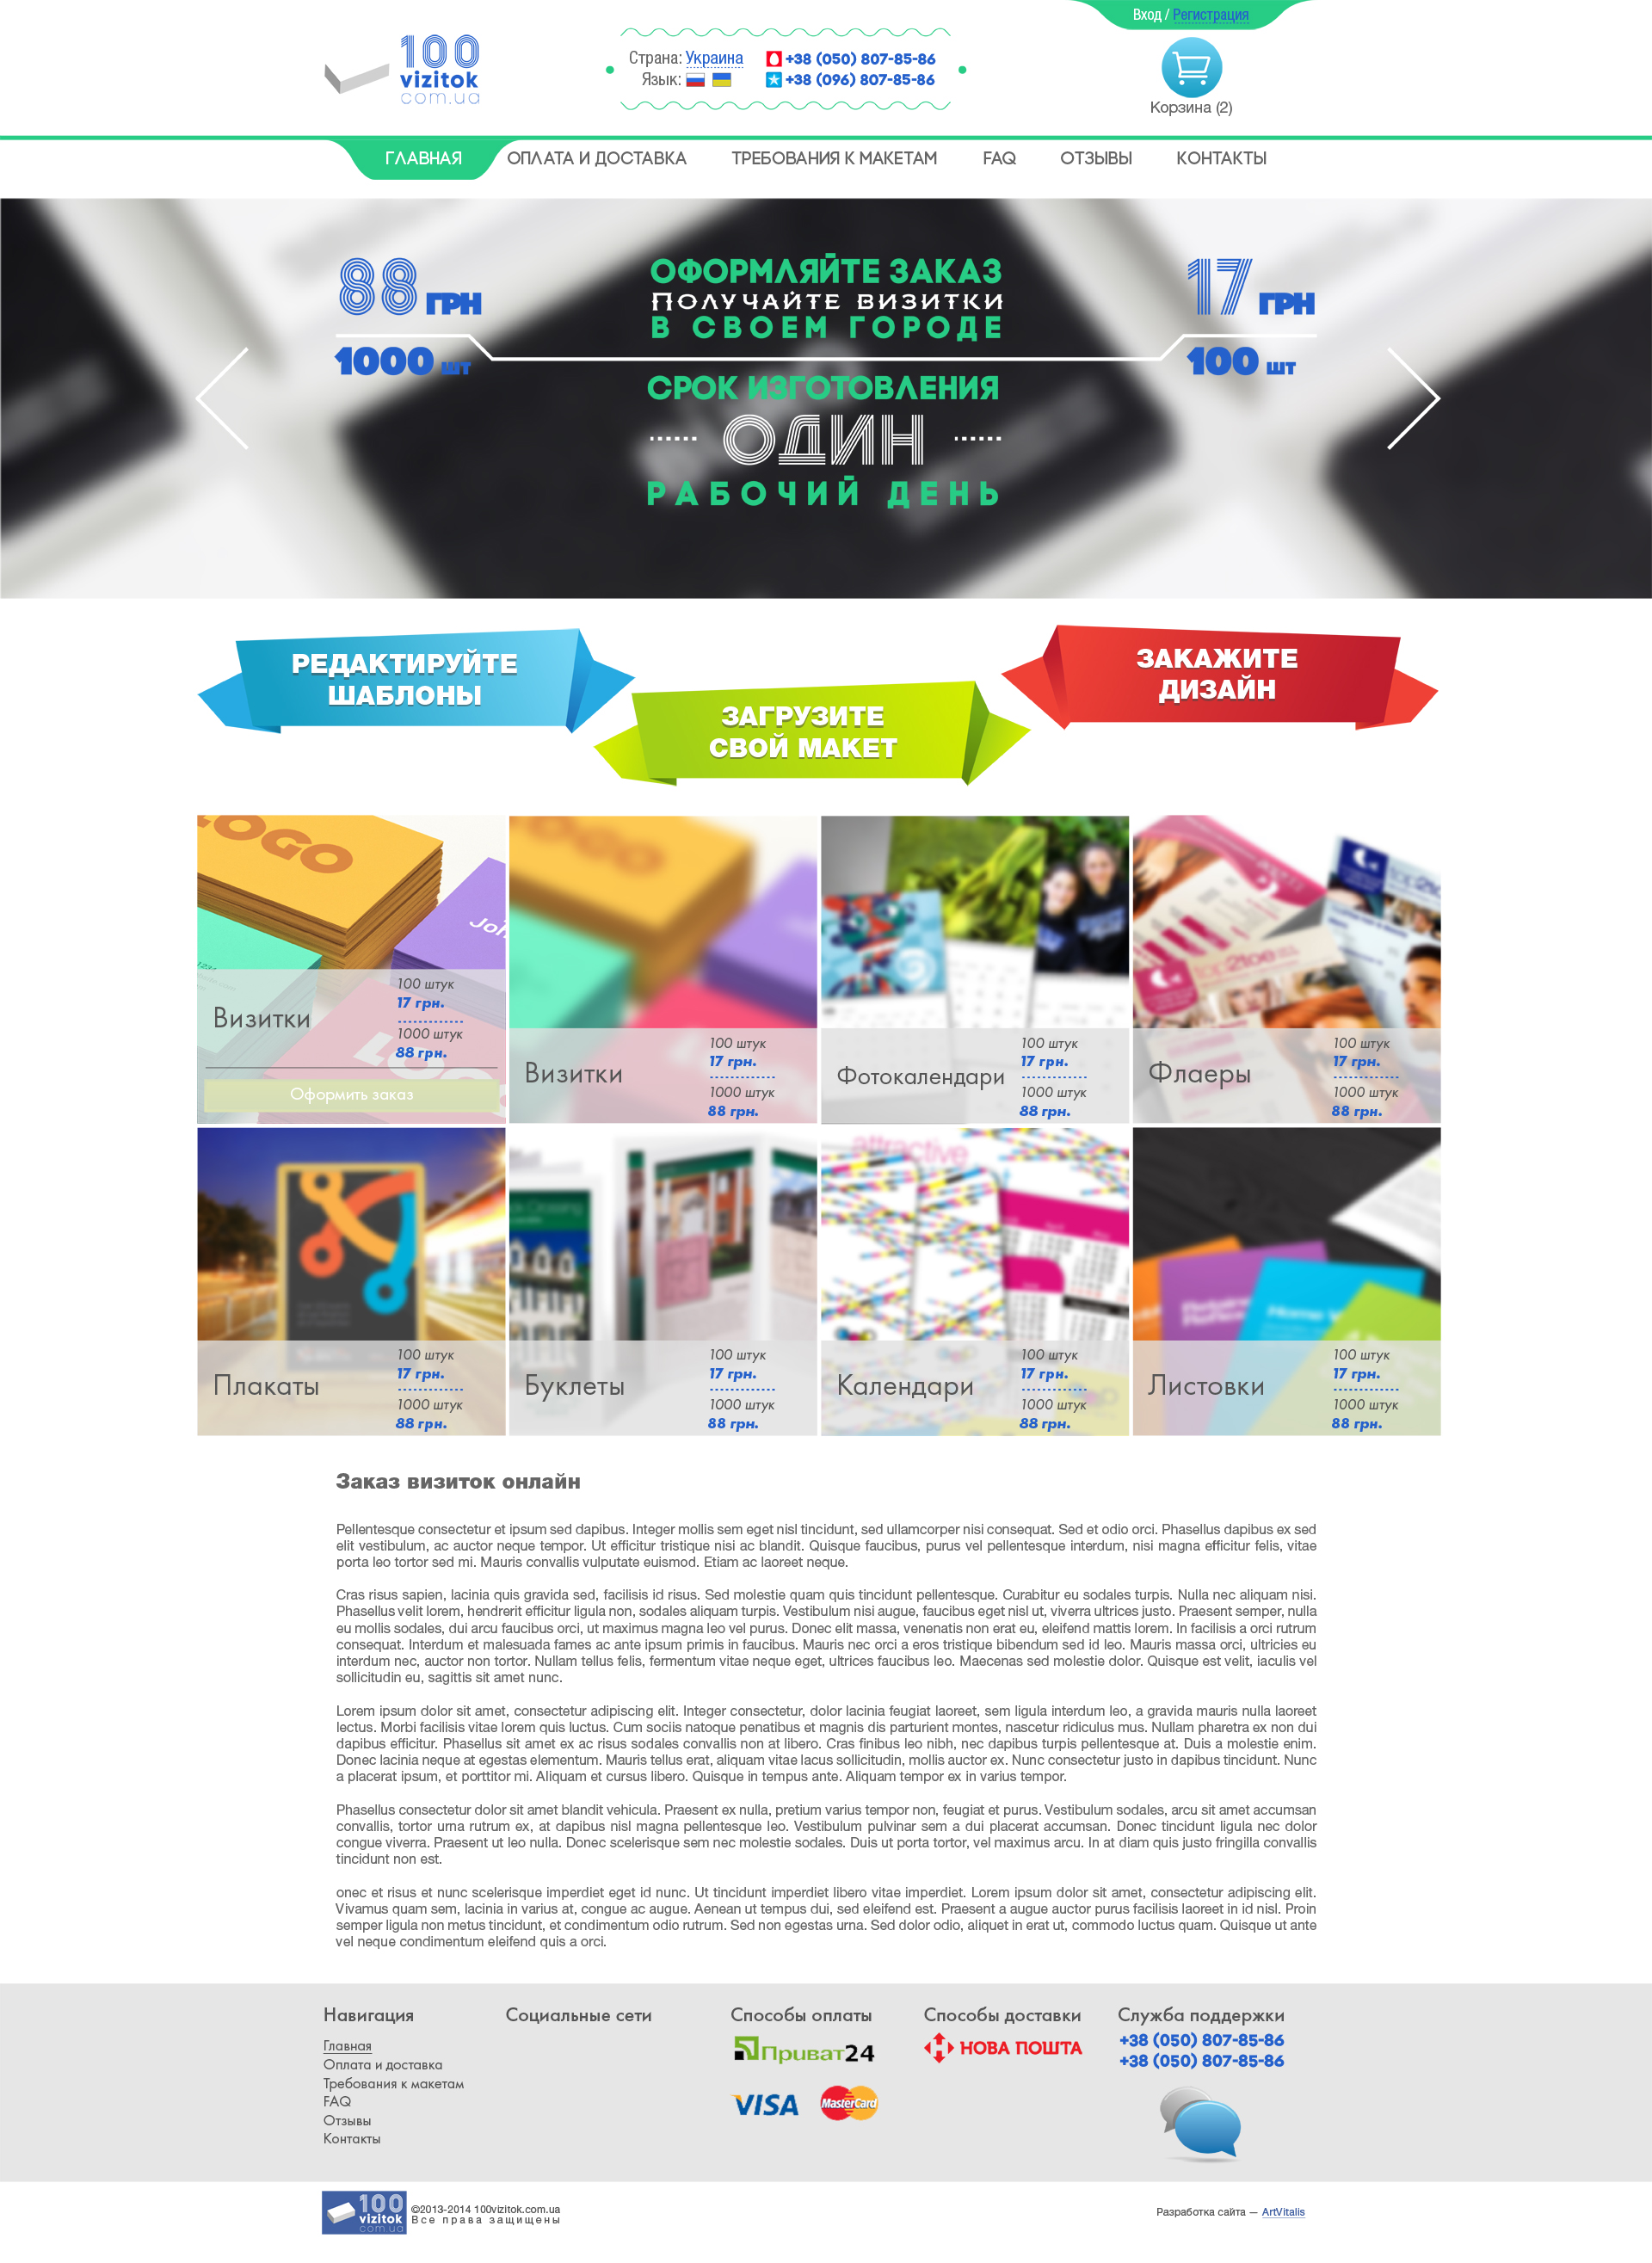 Вход / Регистрация
100
vizitok
com.ua
Страна: Украина
Язык:
+38 (050) 807-85-86
+38 (096) 807-85-86
Корзина (2)
ГЛАВНАЯ
ОПЛАТА И ДОСТАВКА
ТРЕБОВАНИЯ К МАКЕТАМ
FAQ
ОТЗЫВЫ
КОНТАКТЫ
88 ГРН
1000 шт
ОФОРМЛЯЙТЕ ЗАКАЗ
ПОЛУЧАЙТЕ ВИЗИТКИ
В СВОЕМ ГОРОДЕ
СРОК ИЗГОТОВЛЕНИЯ
ОДИН
РАБОЧИЙ ДЕНЬ
17 ГРН
100 шт
РЕДАКТИРУЙТЕ
ШАБЛОНЫ
ЗАГРУЗИТЕ
СВОЙ МАКЕТ
ЗАКАЖИТЕ
ДИЗАЙН
LOGO
Визитки
100 штук
17 грн.
1000 штук
88 грн.
Оформить заказ
Визитки
100 штук
17 грн.
1000 штук
88 грн.
Фотокалендари
100 штук
17 грн.
1000 штук
88 грн.
top2toe
Флаеры
100 штук
17 грн.
1000 штук
88 грн.
Плакаты
100 штук
17 грн.
1000 штук
88 грн.
Буклеты
100 штук
17 грн.
1000 штук
88 грн.
attractive
Календари
100 штук
17 грн.
1000 штук
88 грн.
Листовки
100 штук
17 грн.
1000 штук
88 грн.
Заказ визиток онлайн
Pellentesque consectetur et ipsum sed dapibus. Integer mollis sem eget nisl tincidunt, sed ullamcorper nisi consequat. Sed et odio orci. Phasellus dapibus ex sed
elit vestibulum, ac auctor neque tempor. Ut efficitur tristique nisi ac blandit. Quisque faucibus, purus vel pellentesque interdum, nisi magna efficitur felis, vitae
porta leo tortor sed mi. Mauris convallis vulputate euismod. Etiam ac laoreet neque.
Cras risus sapien, lacinia quis gravida sed, facilisis id risus. Sed molestie quam quis tincidunt pellentesque. Curabitur eu sodales turpis. Nulla nec aliquam nisi.
Phasellus velit lorem, hendrerit efficitur ligula non, sodales aliquam turpis. Vestibulum nisi augue, faucibus eget nisl ut, viverra ultrices justo. Praesent semper, nulla
eu mollis sodales, dui arcu faucibus orci, ut maximus magna leo vel purus. Donec elit massa, venenatis non erat eu, eleifend mattis lorem. In facilisis a orci rutrum
consequat. Interdum et malesuada fames ac ante ipsum primis in faucibus. Mauris nec orci a eros tristique bibendum sed id leo. Mauris massa orci, ultricies eu
interdum nec, auctor non tortor. Nullam tellus felis, fermentum vitae neque eget, ultrices faucibus leo. Maecenas sed molestie dolor. Quisque est velit, iaculis vel
sollicitudin eu, sagittis sit amet nunc.
Lorem ipsum dolor sit amet, consectetur adipiscing elit. Integer consectetur, dolor lacinia feugiat laoreet, sem ligula interdum leo, a gravida mauris nulla laoreet
lectus. Morbi facilisis vitae lorem quis luctus. Cum sociis natoque penatibus et magnis dis parturient montes, nascetur ridiculus mus. Nullam pharetra ex non dui
dapibus efficitur. Phasellus sit amet ex ac risus sodales convallis non at libero. Cras finibus leo nibh, nec dapibus turpis pellentesque at. Duis a molestie enim.
Donec lacinia neque at egestas elementum. Mauris tellus erat, aliquam vitae lacus sollicitudin, mollis auctor ex. Nunc consectetur justo in dapibus tincidunt. Nunc
a placerat ipsum, et porttitor mi. Aliquam et cursus libero. Quisque in tempus ante. Aliquam tempor ex in varius tempor.
Phasellus consectetur dolor sit amet blandit vehicula. Praesent ex nulla, pretium varius tempor non, feugiat et purus. Vestibulum sodales, arcu sit amet accumsan
convallis, tortor urna rutrum ex, at dapibus nisl magna pellentesque leo. Vestibulum pulvinar sem a dui placerat accumsan. Donec tincidunt ligula nec dolor
congue viverra. Praesent ut leo nulla. Donec scelerisque sem nec molestie sodales. Duis ut porta tortor, vel maximus arcu. In at diam quis justo fringilla convallis
tincidunt non est.
onec et risus et nunc scelerisque imperdiet eget id nunc. Ut tincidunt imperdiet libero vitae imperdiet. Lorem ipsum dolor sit amet, consectetur adipiscing elit.
Vivamus quam sem, lacinia in varius at, congue ac augue. Aenean ut tempus dui, sed eleifend est. Praesent a augue auctor purus facilisis laoreet in id nisl. Proin
semper ligula non metus tincidunt, et condimentum odio rutrum. Sed non egestas urna. Sed dolor odio, aliquet in erat ut, commodo luctus quam. Quisque ut ante
vel neque condimentum eleifend quis a orci.
Навигация
Главная
Оплата и доставка
Требования к макетам
FAQ
Отзывы
Контакты
Социальные сети
Способы оплаты
Приват24
VISA
MasterCard
Способы доставки
НОВА ПОШТА
Служба поддержки
+38 (050) 807-85-86
+38 (050) 807-85-86
100
vizitok
com.ua
©2013-2014 100vizitok.com.ua
Все права защищены
Разработка сайта — ArtVitalis